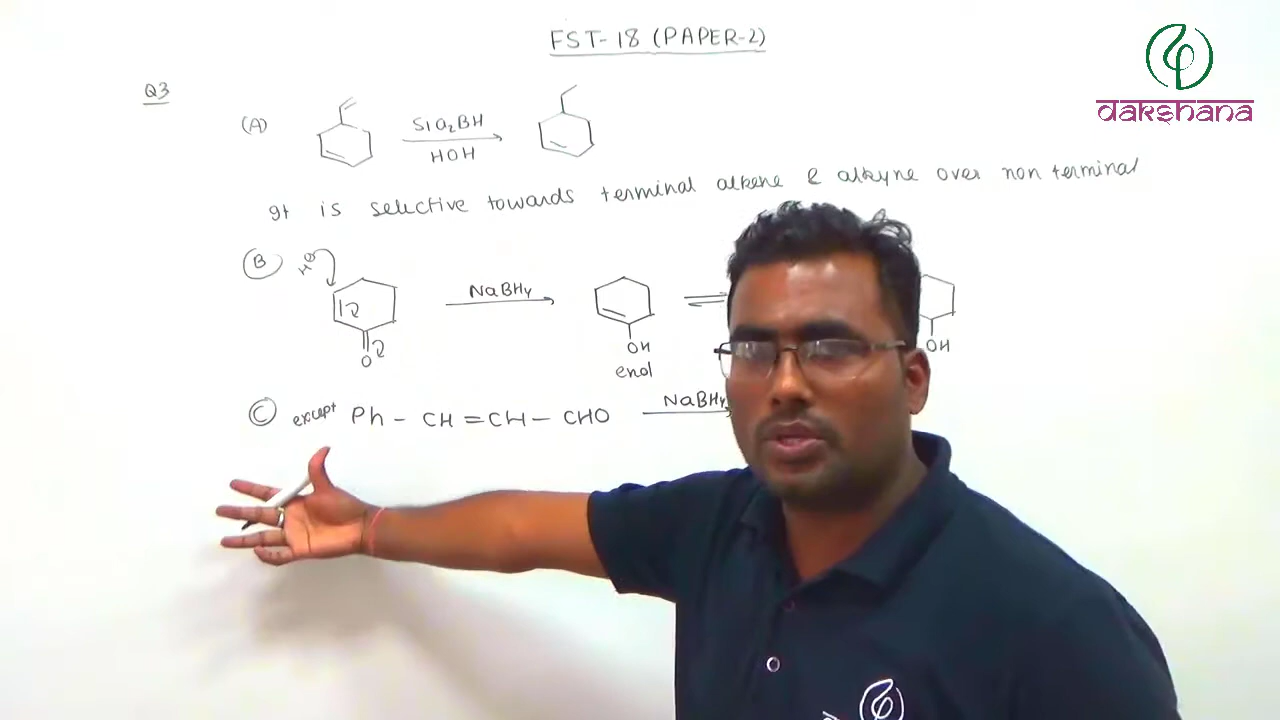 FST-18 (PAPER-2)
dakshana
Q3
(A)
Sia2BH
HOH
It is selective towards terminal alkene & alkyne over non terminal
(B)
H⊖
O
NaBH4
OH
enol
OH
(C) except Ph - CH = CH - CHO
NaBH4